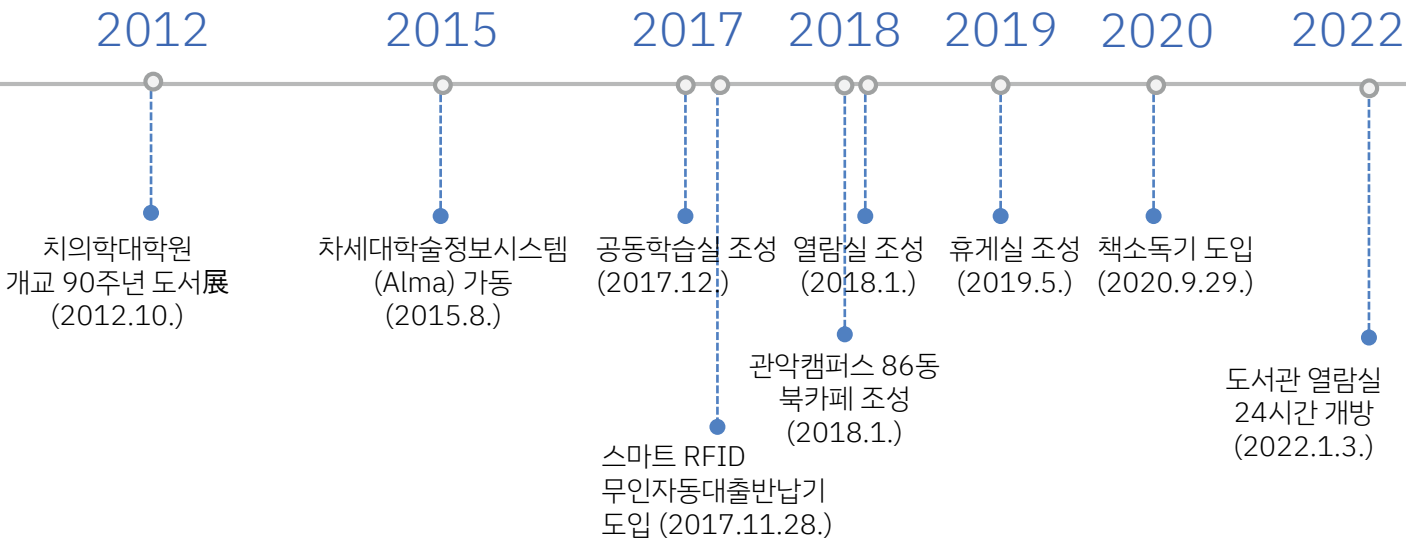 2012
2015
2017
2018
2019
2020
2022
치의학대학원
개교 90주년 도서展
(2012.10.)
차세대학술정보시스템
(Alma) 가동
(2015.8.)
공동학습실 조성
(2017.12.)
열람실 조성
(2018.1.)
휴게실 조성
(2019.5.)
책소독기 도입
(2020.9.29.)
관악캠퍼스 86동
북카페 조성
(2018.1.)
도서관 열람실
24시간 개방
(2022.1.3.)
스마트 RFID
무인자동대출반납기
도입 (2017.11.28.)